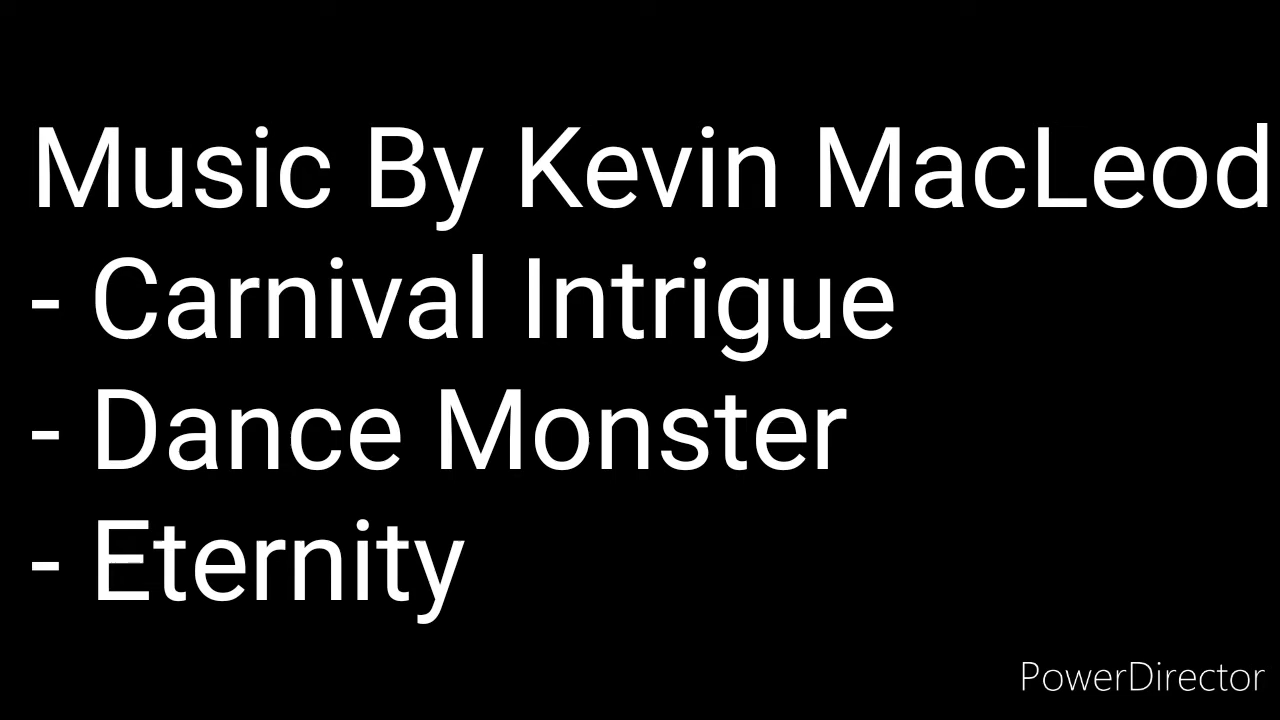 Music By Kevin MacLeod
- Carnival Intrigue
- Dance Monster
- Eternity
PowerDirector